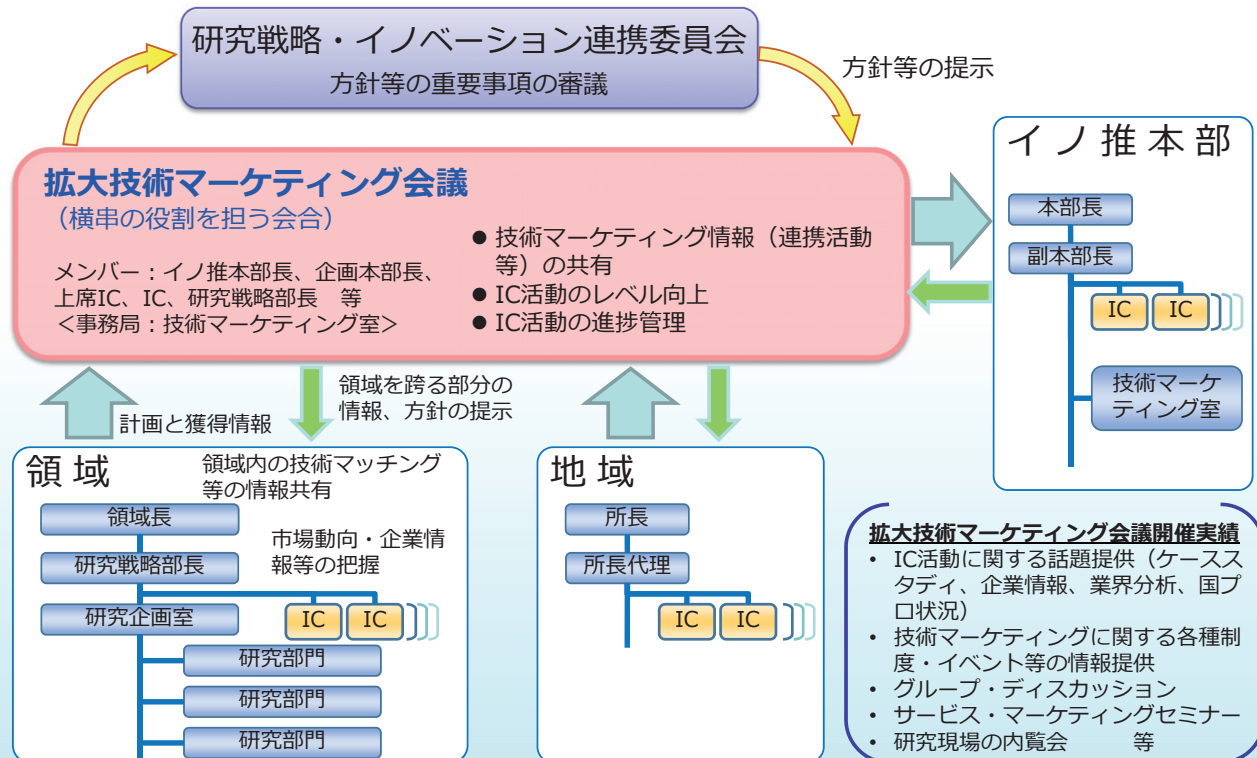 研究戦略・イノベーション連携委員会
方針等の重要事項の審議
方針等の提示
拡大技術マーケティング会議
（横串の役割を担う会合）
メンバー：イノ推本部長、企画本部長、
上席IC、IC、研究戦略部長　等
＜事務局：技術マーケティング室＞
● 技術マーケティング情報（連携活動
等）の共有
● IC活動のレベル向上
● IC活動の進捗管理
イノ推本部
本部長
副本部長
IC
IC
技術マーケ
ティング室
計画と獲得情報
領域を跨る部分の
情報、方針の提示
領域
領域内の技術マッチング
等の情報共有
領域長
市場動向・企業情
報等の把握
研究戦略部長
研究企画室
IC
IC
研究部門
研究部門
研究部門
地域
所長
所長代理
IC
IC
拡大技術マーケティング会議開催実績
• IC活動に関する話題提供（ケースス
タディ、企業情報、業界分析、国プ
ロ状況）
• 技術マーケティングに関する各種制
度・イベント等の情報提供
• グループ・ディスカッション
• サービス・マーケティングセミナー
• 研究現場の内覧会　　等